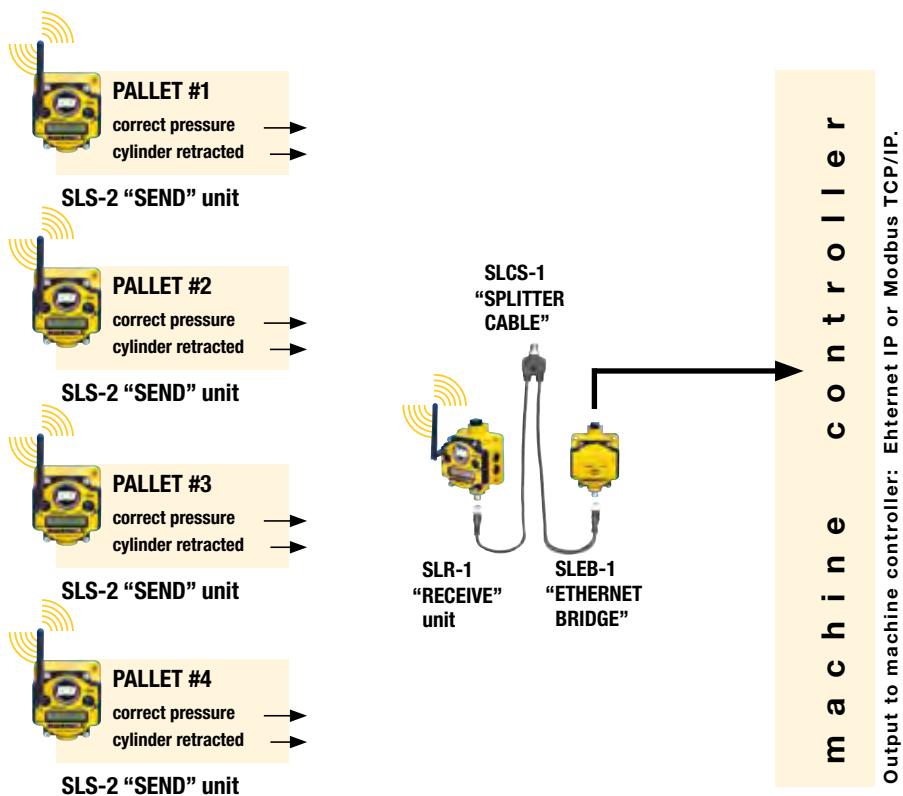 PALLET #1
correct pressure
cylinder retracted
SLS-2 “SEND” unit
PALLET #2
correct pressure
cylinder retracted
SLS-2 “SEND” unit
PALLET #3
correct pressure
cylinder retracted
SLS-2 “SEND” unit
PALLET #4
correct pressure
cylinder retracted
SLS-2 “SEND” unit
SLCS-1
“SPLITTER
CABLE”
SLR-1
“RECEIVE”
unit
SLEB-1
“ETHERNET
BRIDGE”
machine controller
Output to machine controller: Ehternet IP or Modbus TCP/IP.